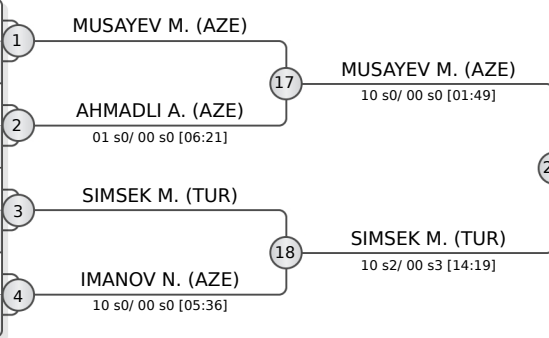 MUSAYEV M. (AZE)
1
17
MUSAYEV M. (AZE)
10 s0/ 00 s0 [01:49]
AHMADLI A. (AZE)
2
01 s0/ 00 s0 [06:21]
SIMSEK M. (TUR)
3
18
SIMSEK M. (TUR)
10 s2/ 00 s3 [14:19]
IMANOV N. (AZE)
4
10 s0/ 00 s0 [05:36]